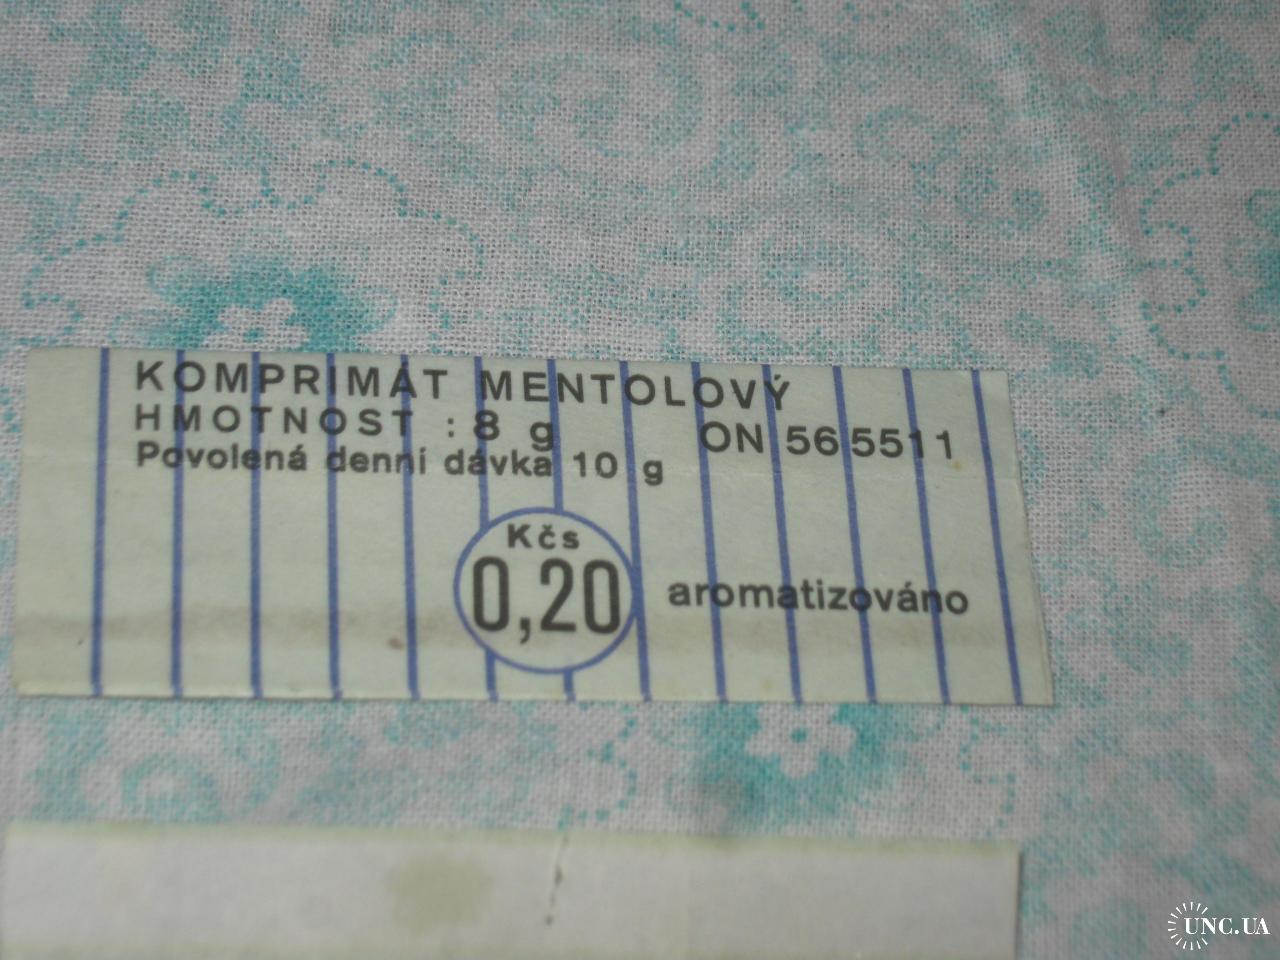 KOMPRIMÁT MENTOLOVÝ
HMOTNOST : 8 g ON 56 5511
Povolená denní dávka 10 g
Kčs
0,20
aromatizováno
UNC.UA